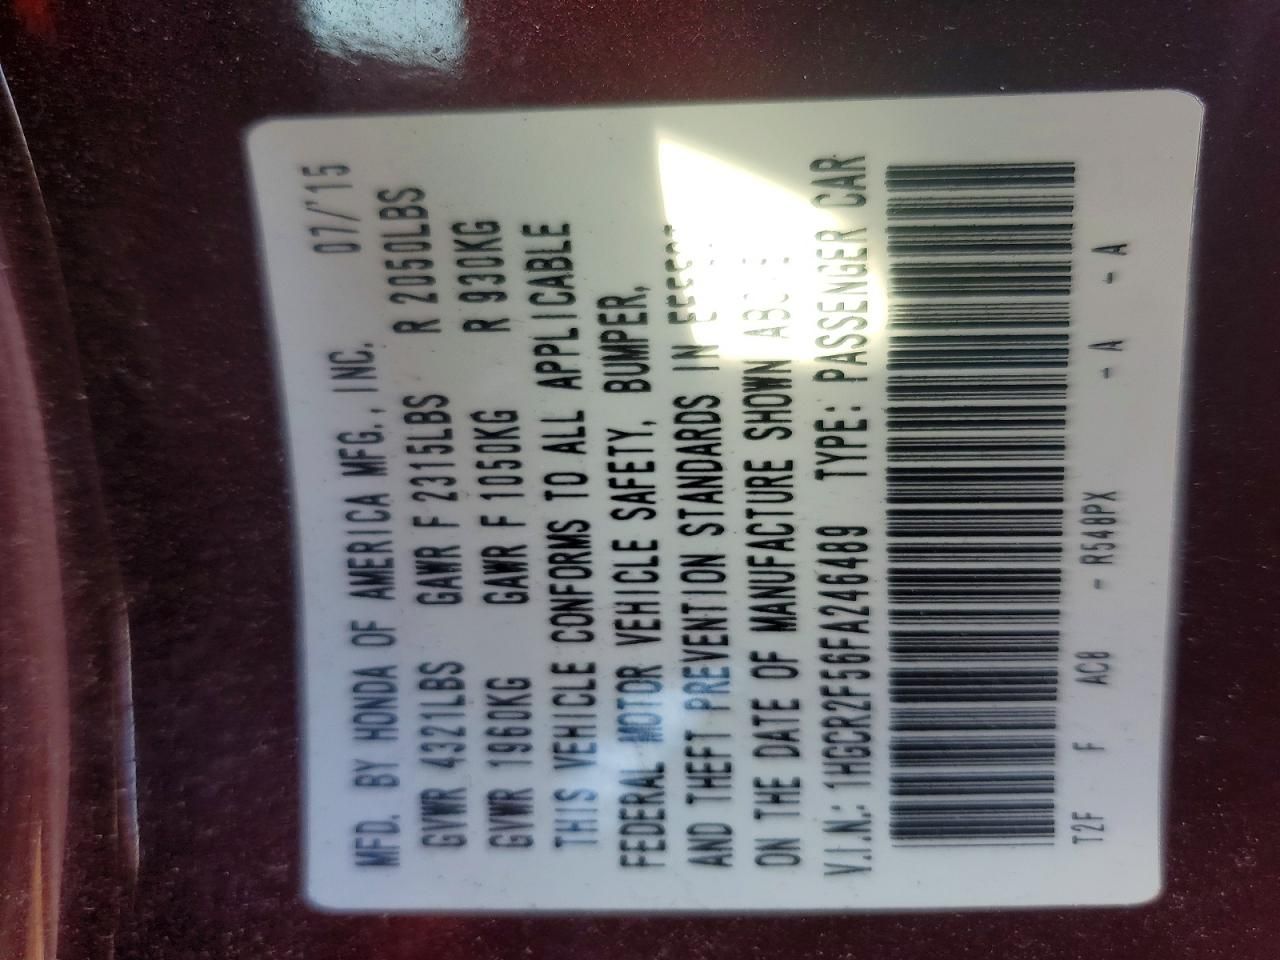 MFD. BY HONDA OF AMERICA MFG., INC. 07/'15
GVWR 4321LBS GAWR F 2315LBS R 2050LBS
GVWR 1960KG GAWR F 1050KG R 930KG
THIS VEHICLE CONFORMS TO ALL APPLICABLE
FEDERAL MOTOR VEHICLE SAFETY, BUMPER,
AND THEFT PREVENTION STANDARDS IN EFFECT
ON THE DATE OF MANUFACTURE SHOWN ABOVE
V.I.N.: 1HGCR2F56FA246489 TYPE: PASSENGER CAR
T2F F AC8 - R548PX - A - A